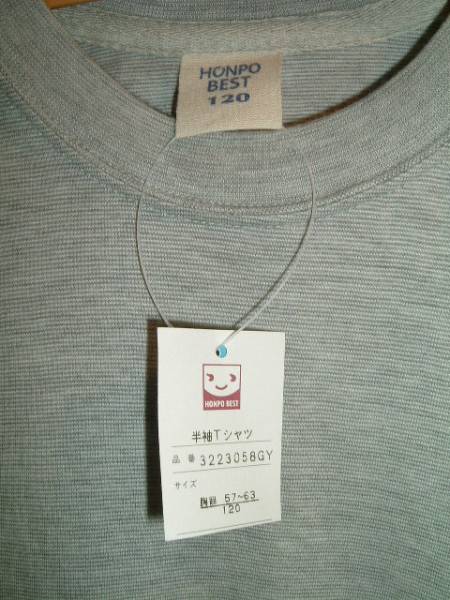 HONPO
BEST
120
HONPO BEST
半袖Tシャツ
品番 3223058GY
サイズ
胸囲 57~63
120